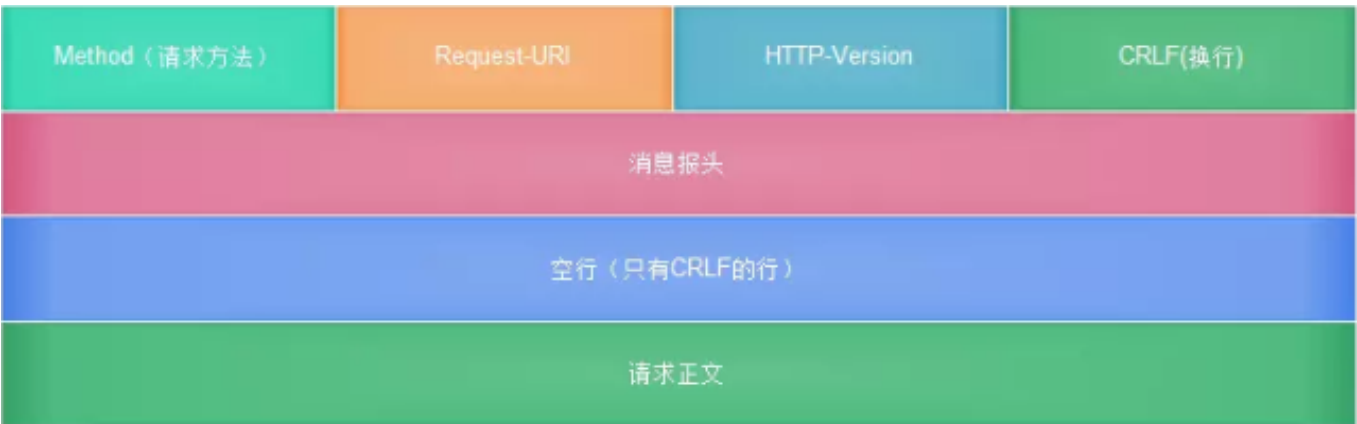 Method（请求方法） Request-URI HTTP-Version CRLF(换行)
消息报头
空行（只有CRLF的行）
请求正文